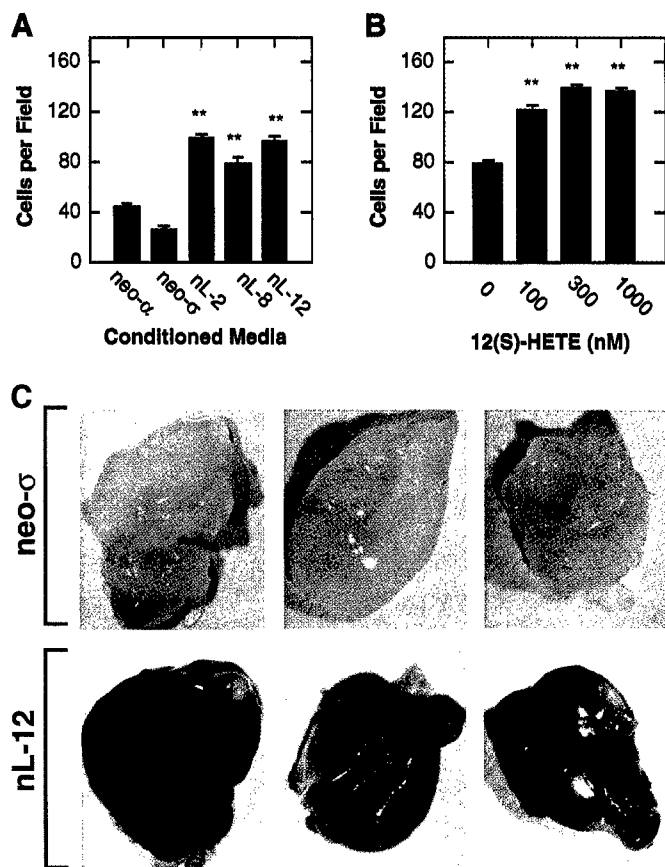 A
160
120
80
40
0
Cells per Field
**
**
**
neo-α
neo-σ
nL-2
nL-8
nL-12
Conditioned Media
B
160
120
80
40
0
Cells per Field
**
**
**
0
100
300
1000
12(S)-HETE (nM)
C
neo-σ
nL-12